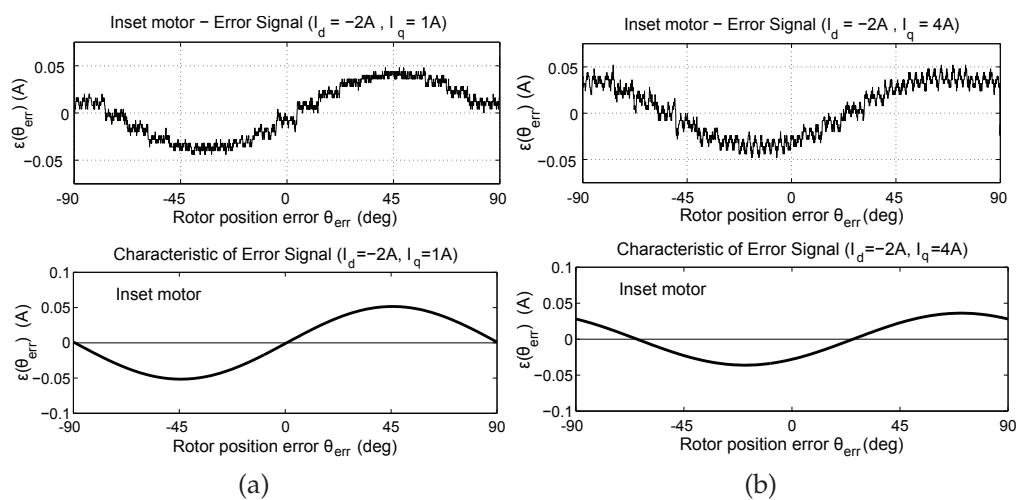 Inset motor − Error Signal (I_d = −2A , I_q = 1A)
ε(θ_err) (A)
0.05
0
−0.05
-90
-45
0
45
90
Rotor position error θ_err (deg)
Characteristic of Error Signal (I_d=−2A, I_q=1A)
Inset motor
ε(θ_err) (A)
0.1
0.05
0
−0.05
−0.1
-90
-45
0
45
90
Rotor position error θ_err (deg)
(a)
Inset motor − Error Signal (I_d = −2A , I_q = 4A)
ε(θ_err) (A)
0.05
0
−0.05
-90
-45
0
45
90
Rotor position error θ_err (deg)
Characteristic of Error Signal (I_d=−2A, I_q=4A)
Inset motor
ε(θ_err) (A)
0.1
0.05
0
−0.05
−0.1
-90
-45
0
45
90
Rotor position error θ_err (deg)
(b)